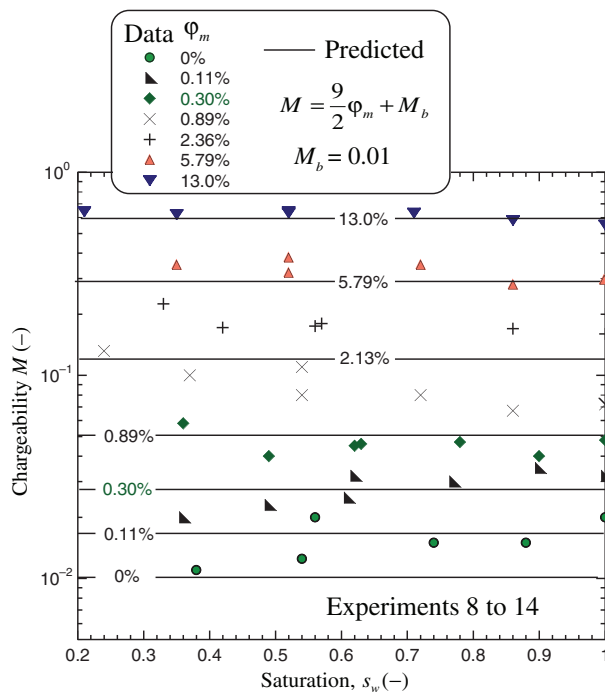 Data φm
Predicted
0%
0.11%
0.30%
0.89%
2.36%
5.79%
13.0%
M = 9/2 φm + Mb
Mb = 0.01
10^0
10^-1
10^-2
Chargeability M (–)
13.0%
5.79%
2.13%
0.89%
0.30%
0.11%
0%
Experiments 8 to 14
0.2 0.3 0.4 0.5 0.6 0.7 0.8 0.9 1
Saturation, sw (–)